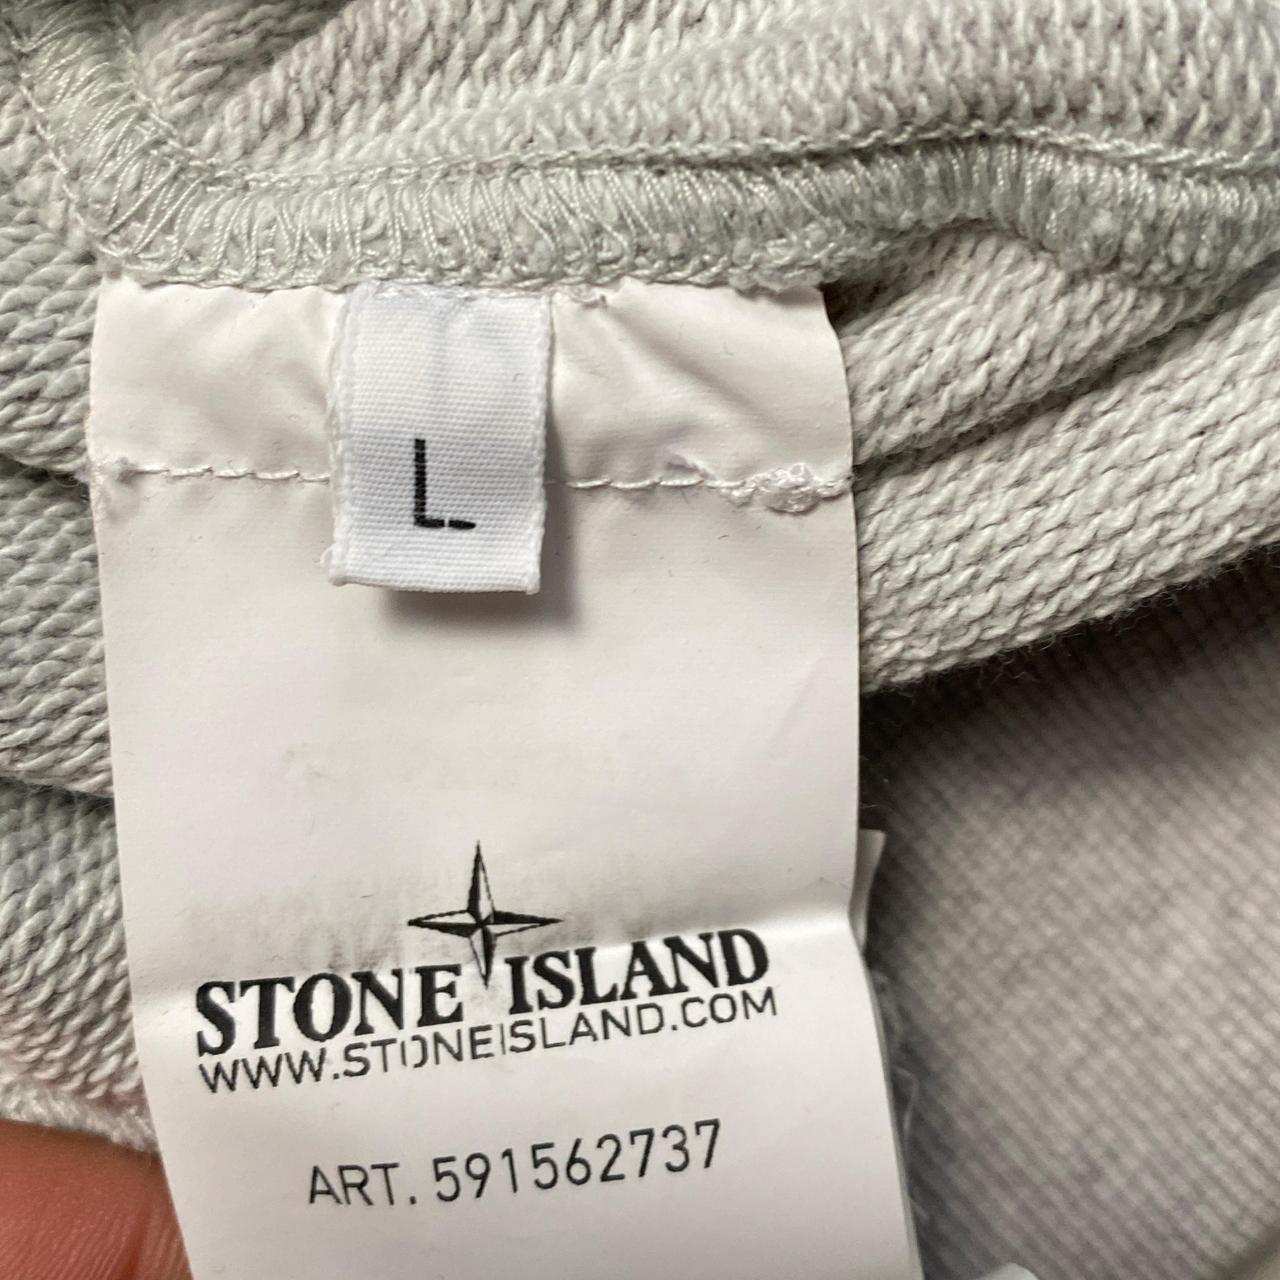 L
STONE ISLAND
WWW.STONEISLAND.COM
ART. 591562737